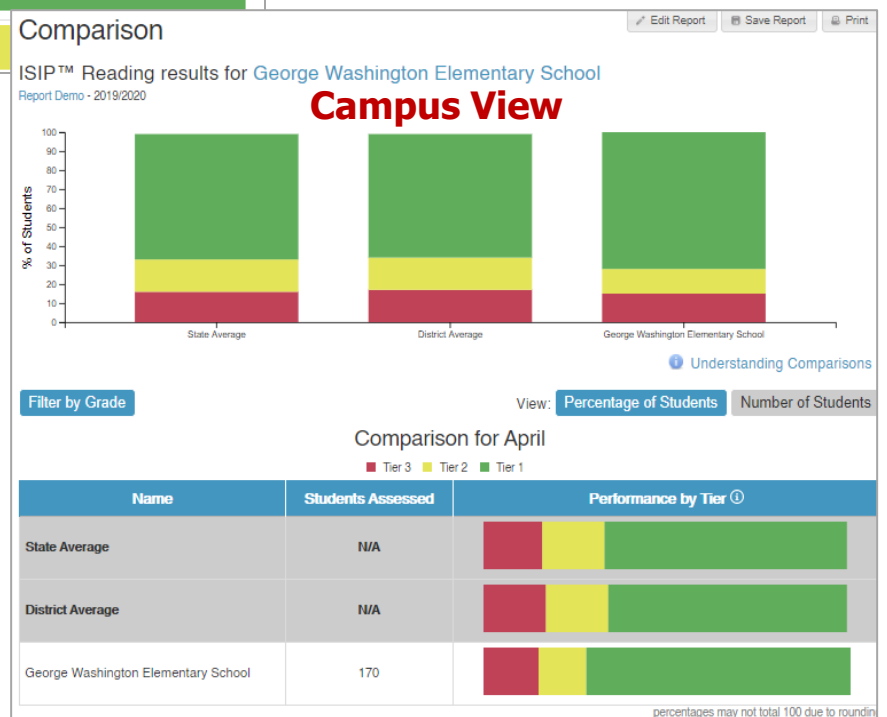 Comparison
Edit Report Save Report Print
ISIP™ Reading results for George Washington Elementary School
Report Demo - 2019/2020
Campus View
100
90
80
70
60
50
40
30
20
10
0
% of Students
State Average District Average George Washington Elementary School
Understanding Comparisons
Filter by Grade View: Percentage of Students Number of Students
Comparison for April
Tier 3 Tier 2 Tier 1
Name Students Assessed Performance by Tier
State Average N/A
District Average N/A
George Washington Elementary School 170
percentages may not total 100 due to rounding